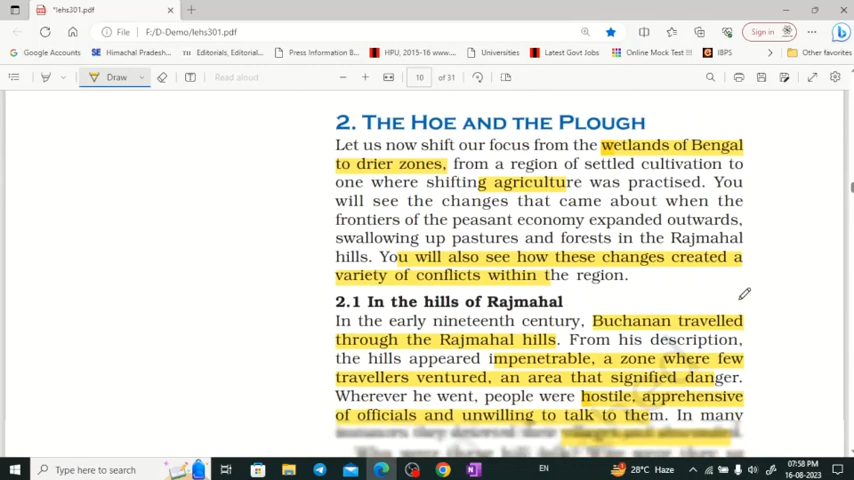 *lehs301.pdf
File
F:/D-Demo/lehs301.pdf
Sign in
Google Accounts
Himachal Pradesh...
Editorials, Editorial...
Press Information B...
HPU, 2015-16 www....
Universities
Latest Govt Jobs
Online Mock Test !!!
IBPS
Other favorites
Draw
Read aloud
10
of 31
2. THE HOE AND THE PLOUGH
Let us now shift our focus from the wetlands of Bengal
to drier zones, from a region of settled cultivation to
one where shifting agriculture was practised. You
will see the changes that came about when the
frontiers of the peasant economy expanded outwards,
swallowing up pastures and forests in the Rajmahal
hills. You will also see how these changes created a
variety of conflicts within the region.
2.1 In the hills of Rajmahal
In the early nineteenth century, Buchanan travelled
through the Rajmahal hills. From his description,
the hills appeared impenetrable, a zone where few
travellers ventured, an area that signified danger.
Wherever he went, people were hostile, apprehensive
of officials and unwilling to talk to them. In many
instances they deserted their villages and absconded.
Type here to search
28°C Haze
EN
07:58 PM
16-08-2023